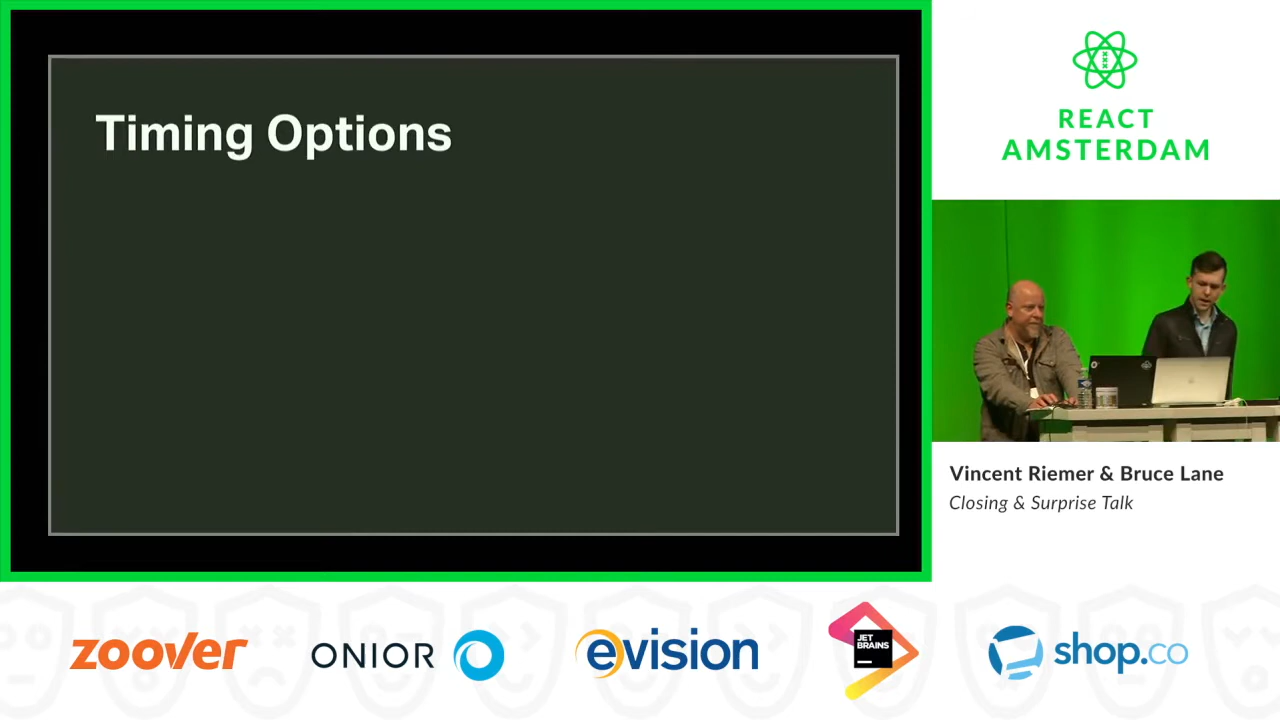 Timing Options
REACT
AMSTERDAM
Vincent Riemer & Bruce Lane
Closing & Surprise Talk
zoover
ONIOR
evision
JET
BRAINS
shop.co